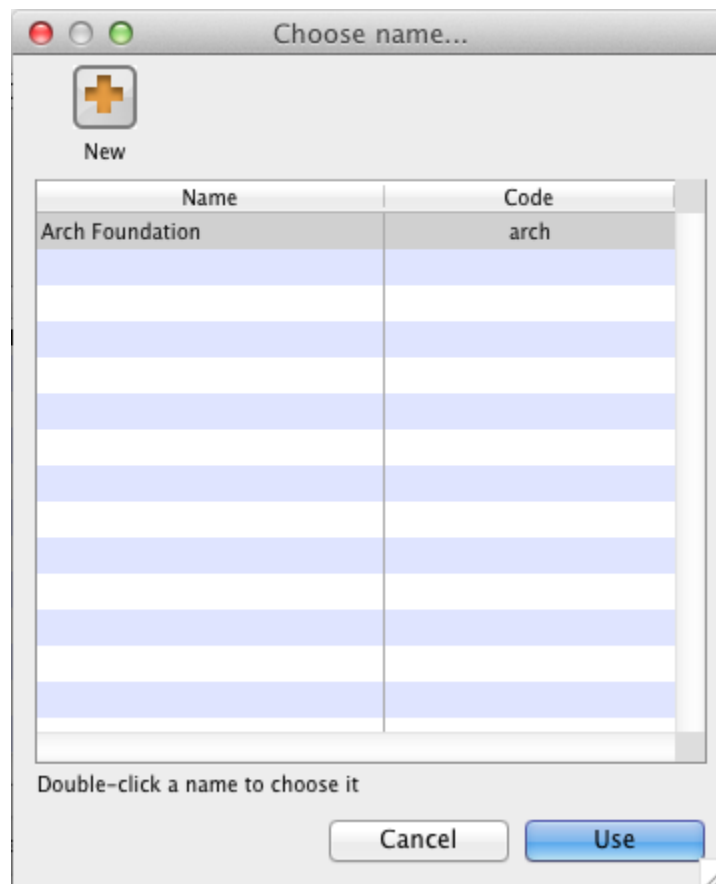 Choose name...
New
Name Code
Arch Foundation arch
Double-click a name to choose it
Cancel Use